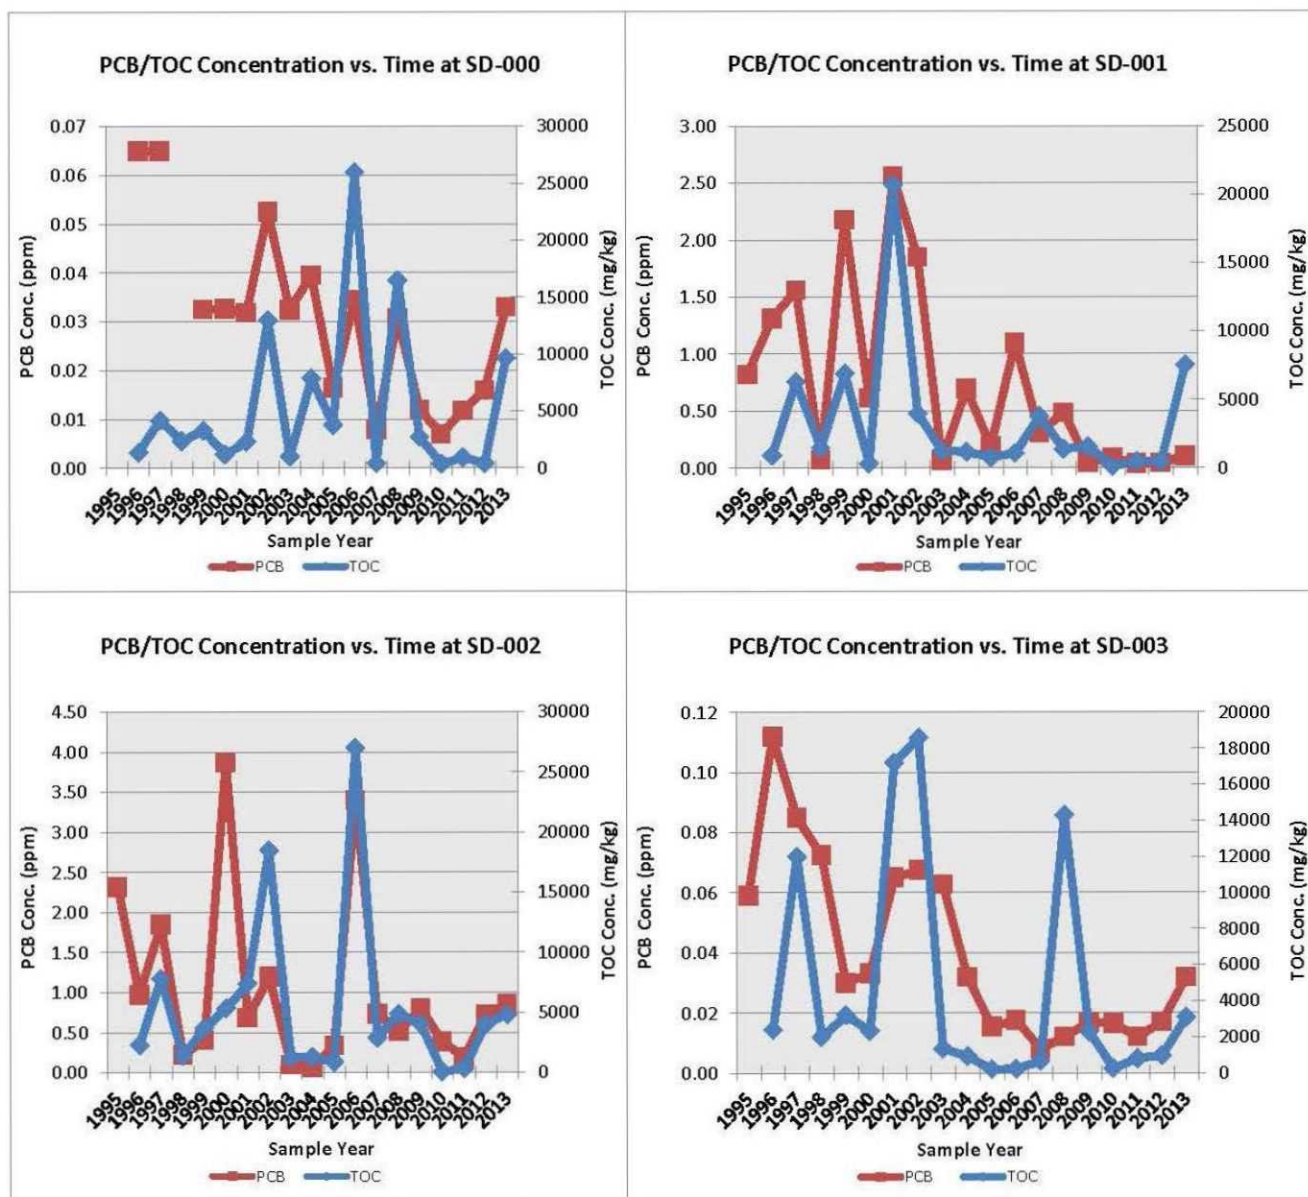 PCB/TOC Concentration vs. Time at SD-000
0.07
0.06
0.05
0.04
0.03
0.02
0.01
0.00
PCB Conc. (ppm)
30000
25000
20000
15000
10000
5000
0
TOC Conc. (mg/kg)
1995 1996 1997 1998 1999 2000 2001 2002 2003 2004 2005 2006 2007 2008 2009 2010 2011 2012 2013
Sample Year
PCB TOC
PCB/TOC Concentration vs. Time at SD-001
3.00
2.50
2.00
1.50
1.00
0.50
0.00
PCB Conc. (ppm)
25000
20000
15000
10000
5000
0
TOC Conc. (mg/kg)
1995 1996 1997 1998 1999 2000 2001 2002 2003 2004 2005 2006 2007 2008 2009 2010 2011 2012 2013
Sample Year
PCB TOC
PCB/TOC Concentration vs. Time at SD-002
4.50
4.00
3.50
3.00
2.50
2.00
1.50
1.00
0.50
0.00
PCB Conc. (ppm)
30000
25000
20000
15000
10000
5000
0
TOC Conc. (mg/kg)
1995 1996 1997 1998 1999 2000 2001 2002 2003 2004 2005 2006 2007 2008 2009 2010 2011 2012 2013
Sample Year
PCB TOC
PCB/TOC Concentration vs. Time at SD-003
0.12
0.10
0.08
0.06
0.04
0.02
0.00
PCB Conc. (ppm)
20000
18000
16000
14000
12000
10000
8000
6000
4000
2000
0
TOC Conc. (mg/kg)
1995 1996 1997 1998 1999 2000 2001 2002 2003 2004 2005 2006 2007 2008 2009 2010 2011 2012 2013
Sample Year
PCB TOC